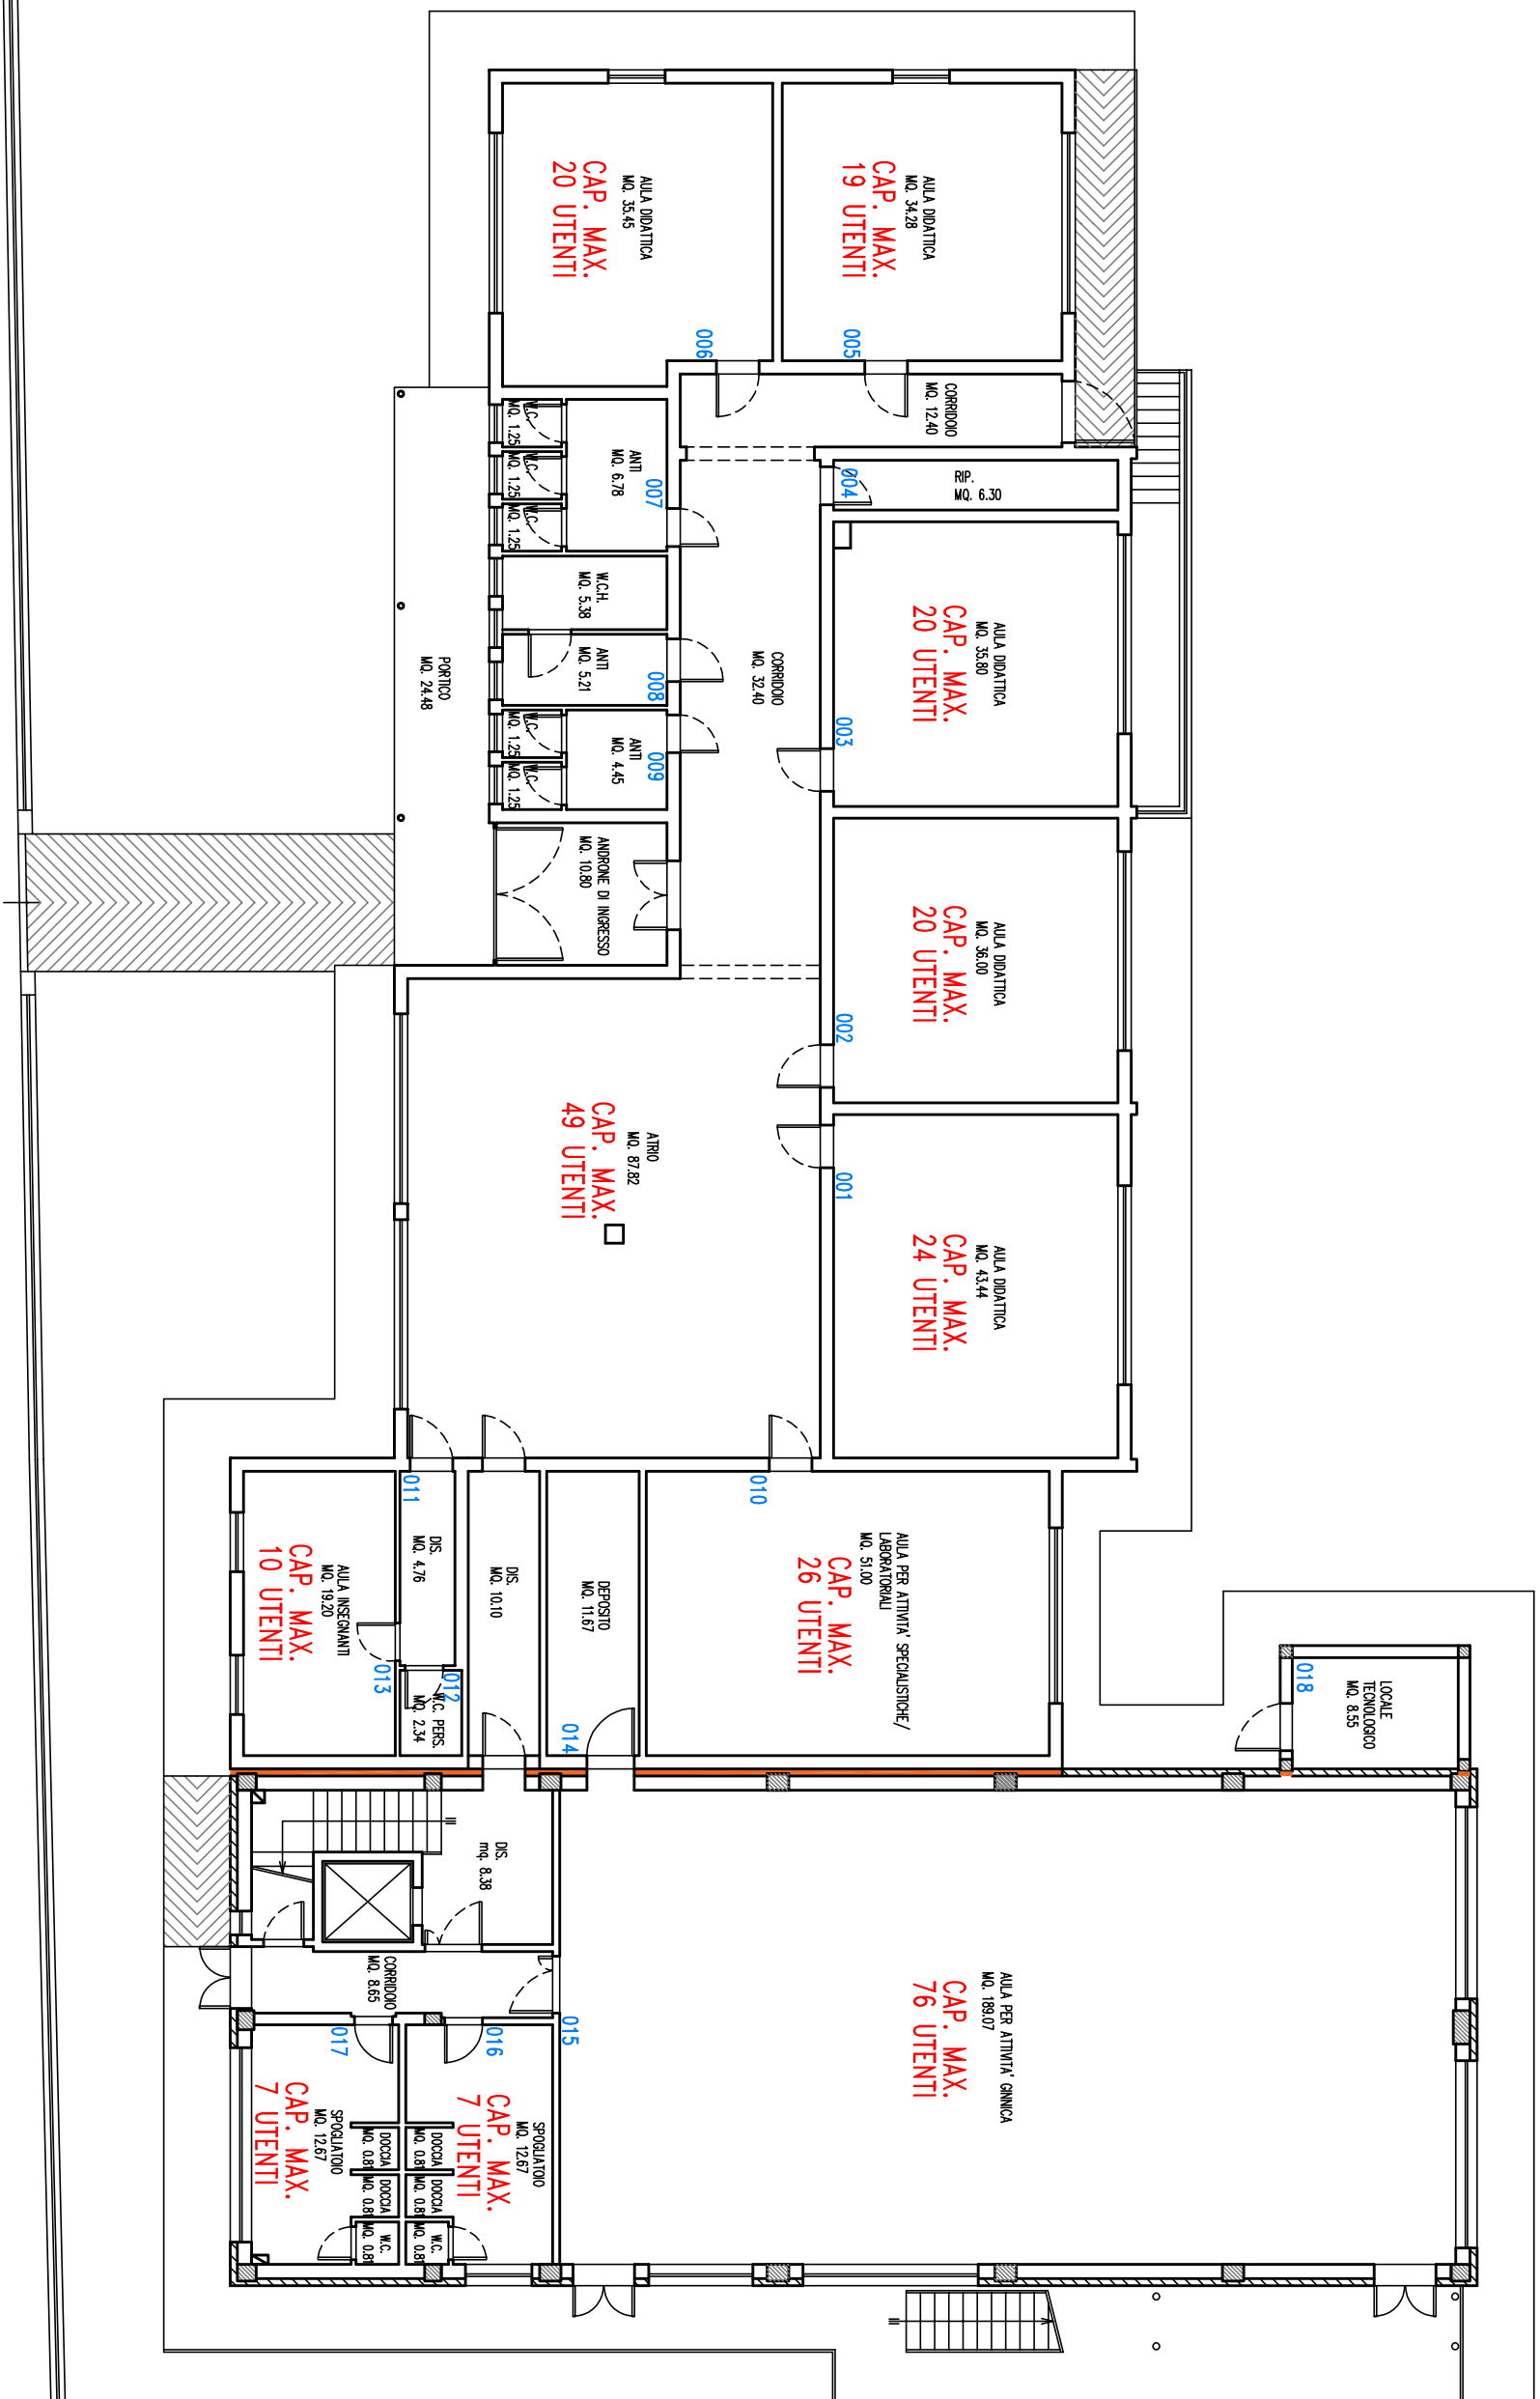 AULA DIDATTICA
MQ. 34.28
CAP. MAX.
19 UTENTI
005
AULA DIDATTICA
MQ. 35.45
CAP. MAX.
20 UTENTI
006
CORRIDOIO
MQ. 12.40
RIP.
MQ. 6.30
004
ANTI
MQ. 6.78
007
W.C.
MQ. 1.25
W.C.
MQ. 1.25
W.C.
MQ. 1.25
W.C.H.
MQ. 5.38
ANTI
MQ. 5.21
008
ANTI
MQ. 4.45
009
W.C.
MQ. 1.25
W.C.
MQ. 1.25
PORTICO
MQ. 24.48
CORRIDOIO
MQ. 32.40
AULA DIDATTICA
MQ. 35.80
CAP. MAX.
20 UTENTI
003
AULA DIDATTICA
MQ. 36.00
CAP. MAX.
20 UTENTI
002
ANDRONE DI INGRESSO
MQ. 10.80
AULA DIDATTICA
MQ. 43.44
CAP. MAX.
24 UTENTI
001
ATRIO
MQ. 87.82
CAP. MAX.
49 UTENTI
010
AULA PER ATTIVITA' SPECIALISTICHE/
LABORATORIALI
MQ. 51.00
CAP. MAX.
26 UTENTI
DEPOSITO
MQ. 11.67
014
DIS.
MQ. 10.10
011
DIS.
MQ. 4.76
012
W.C. PERS.
MQ. 2.34
AULA INSEGNANTI
MQ. 19.20
CAP. MAX.
10 UTENTI
013
018
LOCALE
TECNOLOGICO
MQ. 8.55
DIS.
mq. 8.38
CORRIDOIO
MQ. 8.65
AULA PER ATTIVITA' GINNICA
MQ. 189.07
CAP. MAX.
76 UTENTI
015
016
SPOGLIATOIO
MQ. 12.67
CAP. MAX.
7 UTENTI
DOCCIA
MQ. 0.81
DOCCIA
MQ. 0.81
W.C.
MQ. 0.81
017
SPOGLIATOIO
MQ. 12.67
CAP. MAX.
7 UTENTI
DOCCIA
MQ. 0.81
DOCCIA
MQ. 0.81
W.C.
MQ. 0.81